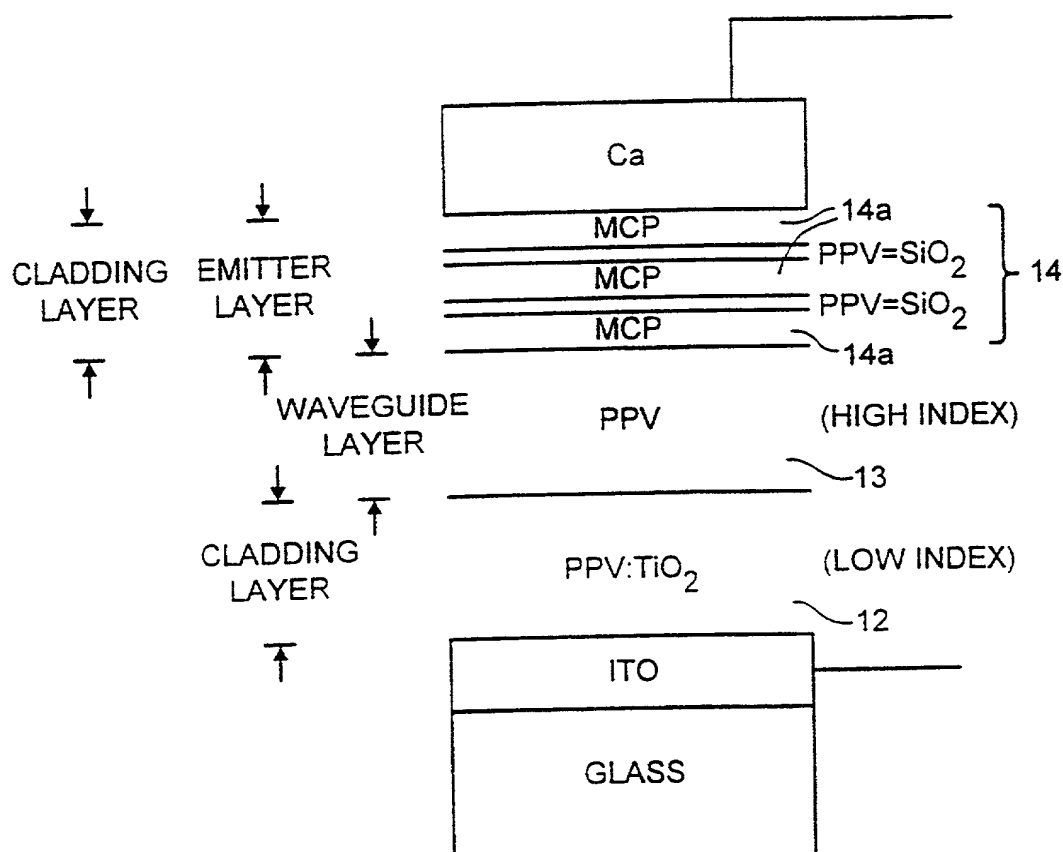 Ca
MCP
14a
PPV=SiO2
MCP
14
PPV=SiO2
MCP
14a
CLADDING
LAYER
EMITTER
LAYER
WAVEGUIDE
LAYER
PPV
(HIGH INDEX)
13
CLADDING
LAYER
PPV:TiO2
(LOW INDEX)
12
ITO
GLASS